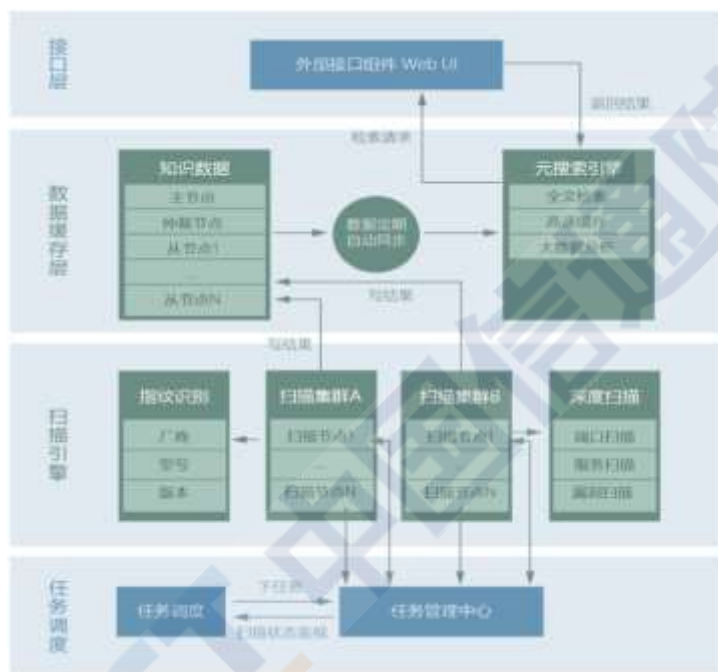 接口层
外部接口组件 Web UI
返回结果
检索请求
数据缓存层
知识数据
主节点
仲裁节点
从节点1
...
从节点N
数据定期
自动同步
元搜索引擎
全文检索
高速缓存
写结果
写结果
扫描引擎
指纹识别
厂商
型号
版本
扫描集群A
扫描节点1
...
扫描节点N
扫描集群B
扫描节点1
...
扫描节点N
深度扫描
端口扫描
服务扫描
漏洞扫描
任务调度
任务调度
下任务
扫描状态监视
任务管理中心
中国信通院